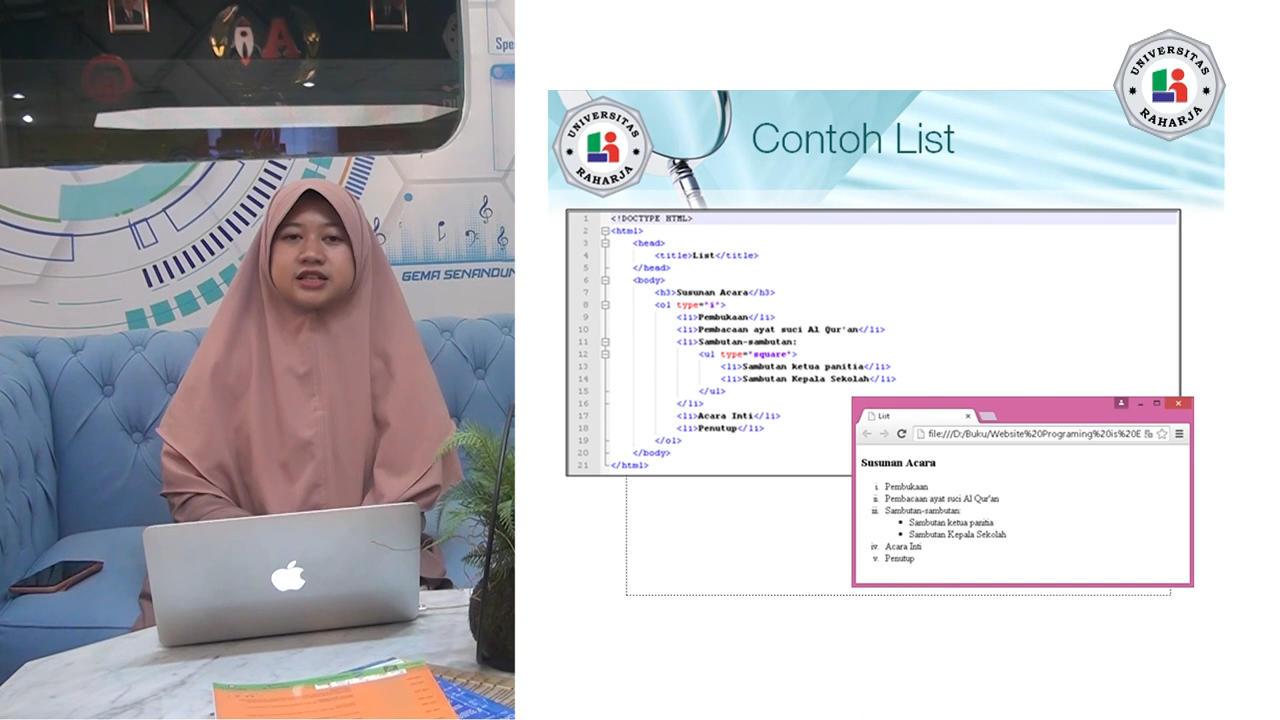 Spe
GEMA SENANDUN
UNIVERSITAS
RAHARJA
UNIVERSITAS
RAHARJA
Contoh List
1 <!DOCTYPE HTML>
2 <html>
3 <head>
4 <title>List</title>
5 </head>
6 <body>
7 <h3>Susunan Acara</h3>
8 <ol type="i">
9 <li>Pembukaan</li>
10 <li>Pembacaan ayat suci Al Qur'an</li>
11 <li>Sambutan-sambutan:
12 <ul type="square">
13 <li>Sambutan ketua panitia</li>
14 <li>Sambutan Kepala Sekolah</li>
15 </ul>
16 </li>
17 <li>Acara Inti</li>
18 <li>Penutup</li>
19 </ol>
20 </body>
21 </html>
List
file:///D:/Buku/Website%20Programing%20is%20E
Susunan Acara
i. Pembukaan
ii. Pembacaan ayat suci Al Qur'an
iii. Sambutan-sambutan:
▪ Sambutan ketua panitia
▪ Sambutan Kepala Sekolah
iv. Acara Inti
v. Penutup